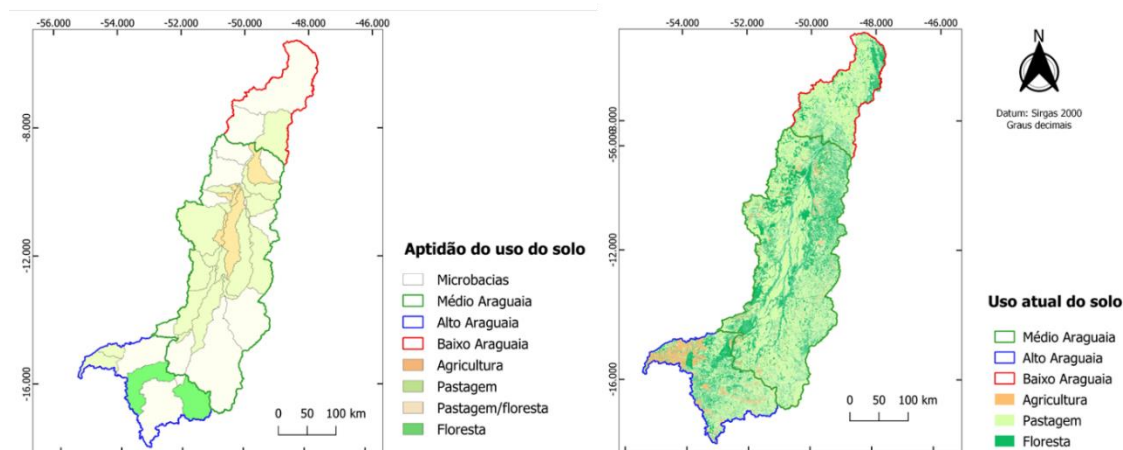 -56.000 -54.000 -52.000 -50.000 -48.000 -46.000
-8.000
-12.000
-16.000
Aptidão do uso do solo
Microbacias
Médio Araguaia
Alto Araguaia
Baixo Araguaia
Agricultura
Pastagem
Pastagem/floresta
Floresta
0 50 100 km
-54.000 -52.000 -50.000 -48.000 -46.000
-56.000
-8.000
-12.000
-16.000
N
Datum: Sirgas 2000
Graus decimais
Uso atual do solo
Médio Araguaia
Alto Araguaia
Baixo Araguaia
Agricultura
Pastagem
Floresta
0 50 100 km